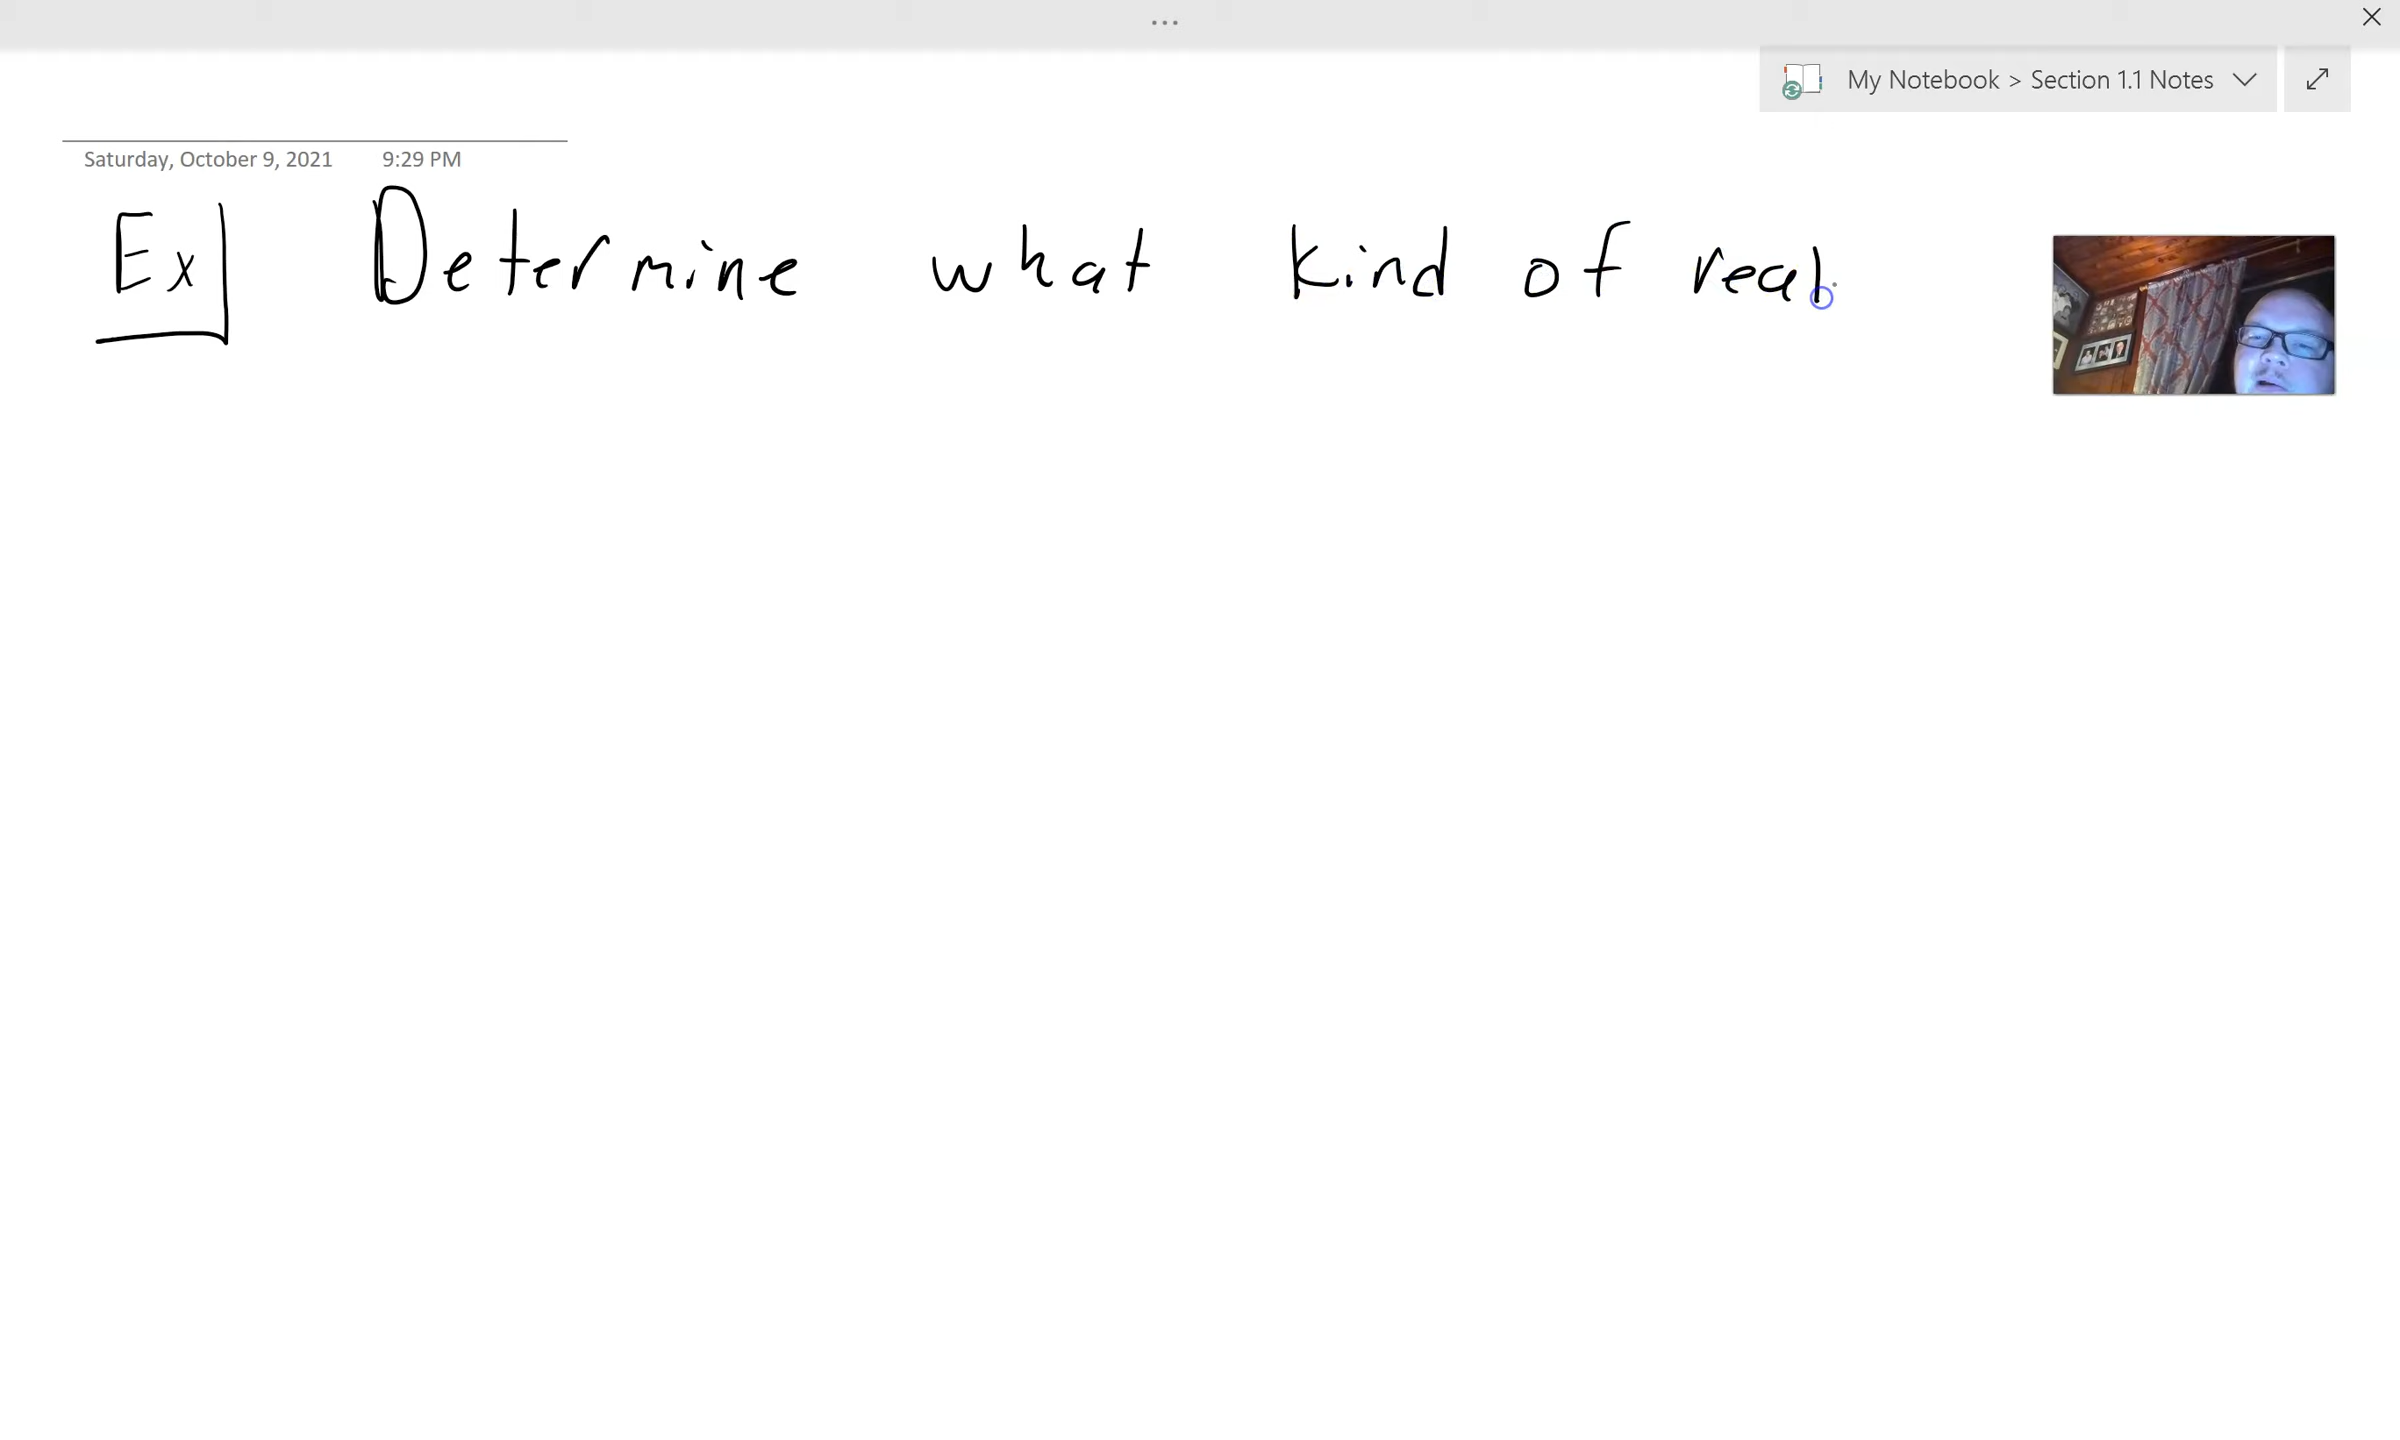 ...
My Notebook > Section 1.1 Notes
Saturday, October 9, 2021 9:29 PM
Ex Determine what kind of real